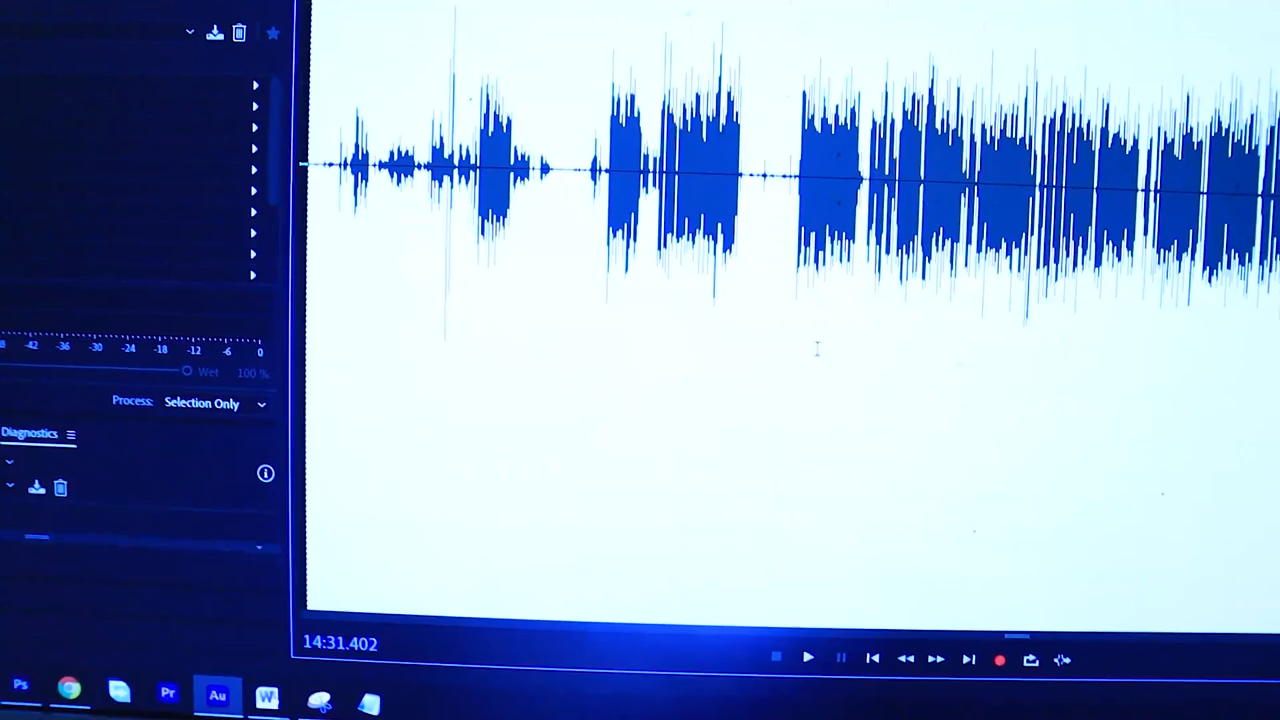 -42 -36 -30 -24 -18 -12 -6 0
Wet 100 %
Process: Selection Only
Diagnostics
14:31.402
Ps Pr Au W